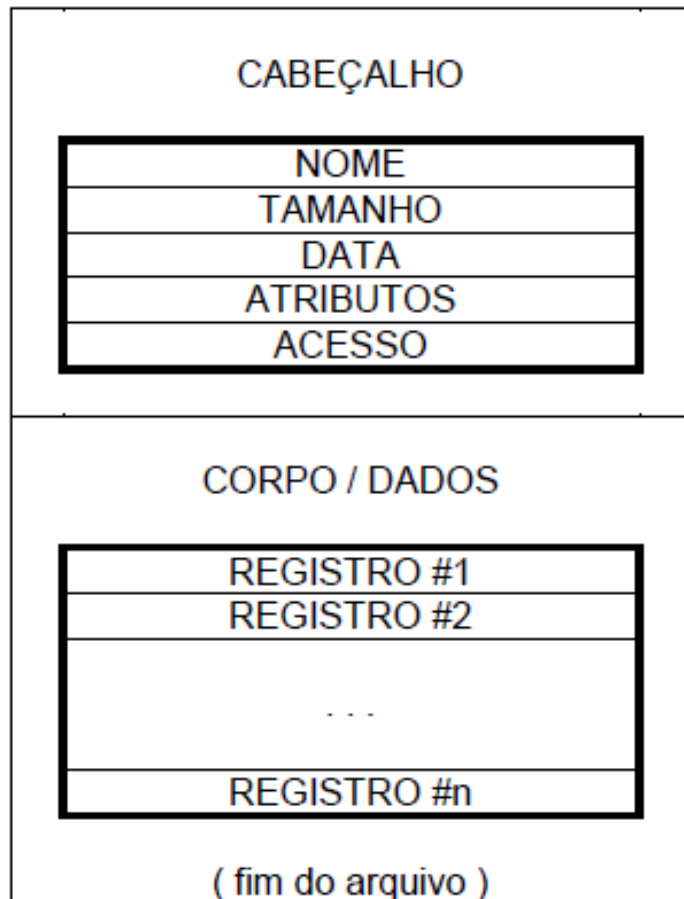 CABEÇALHO
NOME
TAMANHO
DATA
ATRIBUTOS
ACESSO
CORPO / DADOS
REGISTRO #1
REGISTRO #2
. . .
REGISTRO #n
( fim do arquivo )